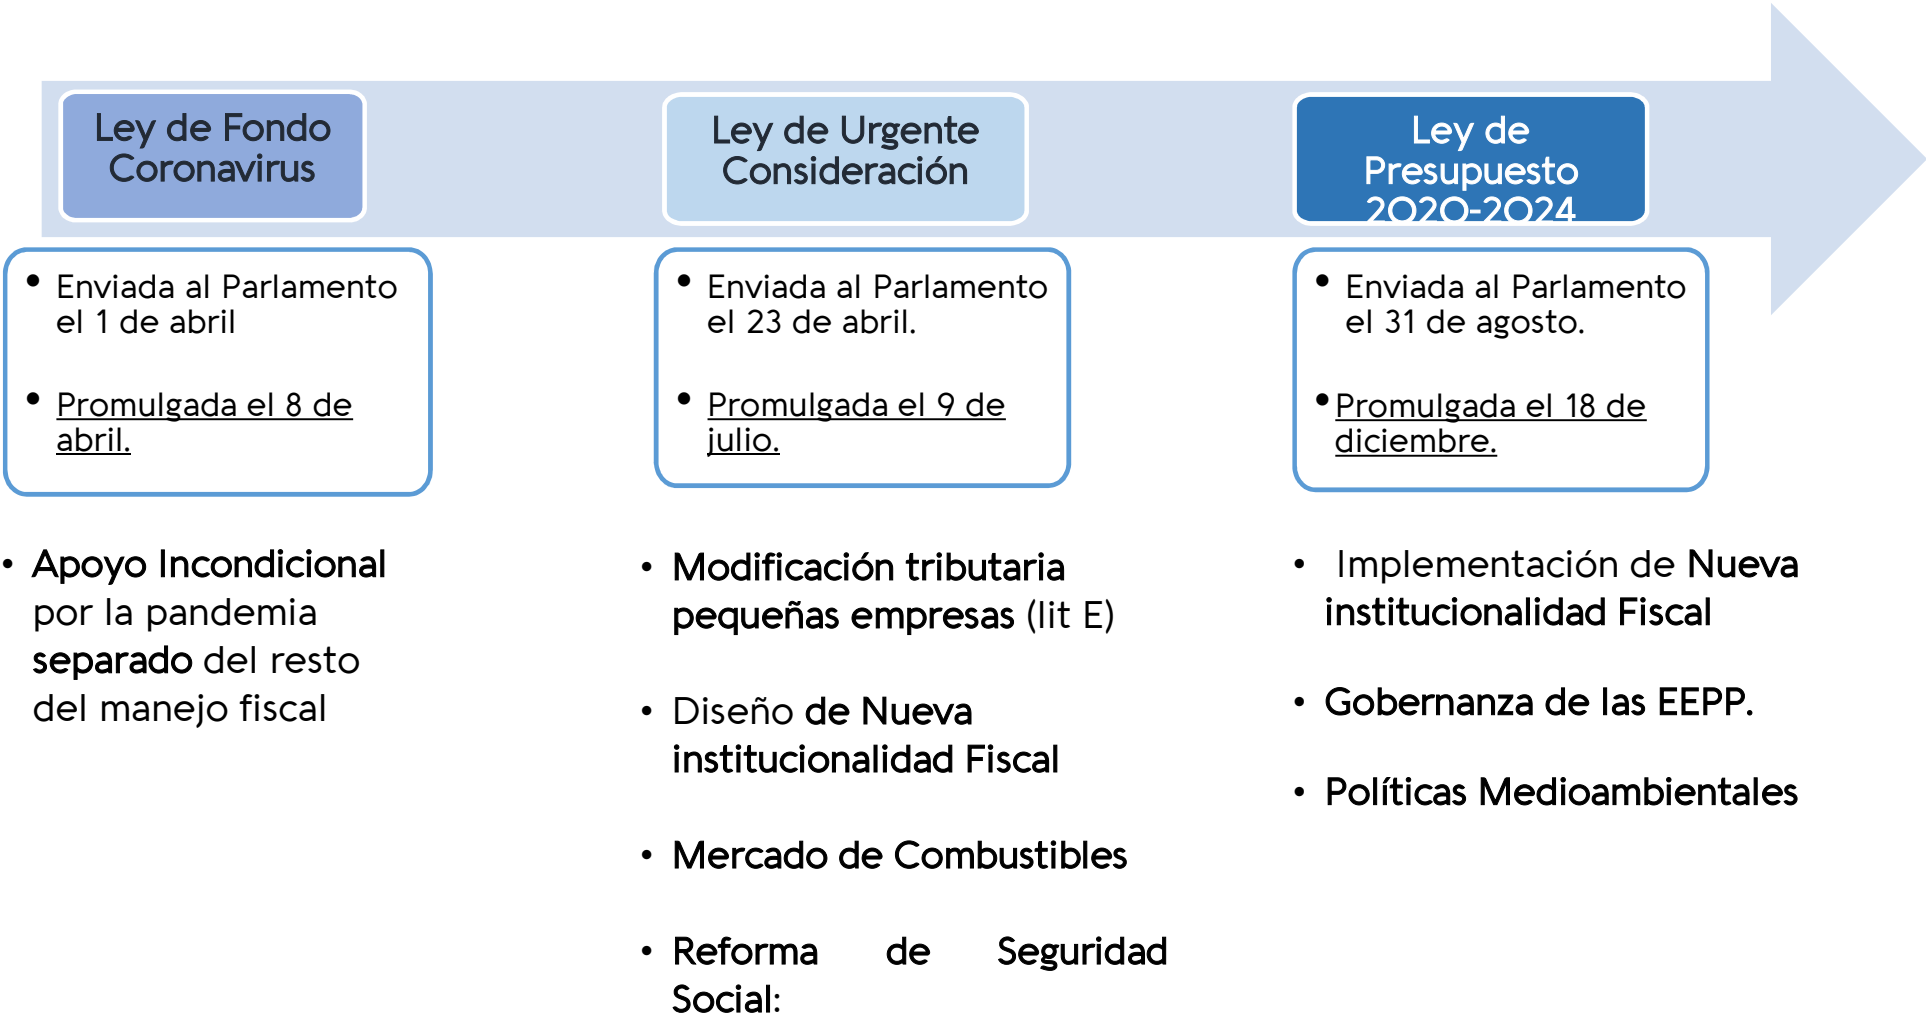 Ley de Fondo
Coronavirus
• Enviada al Parlamento
el 1 de abril
• Promulgada el 8 de
abril.
• Apoyo Incondicional
por la pandemia
separado del resto
del manejo fiscal
Ley de Urgente
Consideración
• Enviada al Parlamento
el 23 de abril.
• Promulgada el 9 de
julio.
• Modificación tributaria
pequeñas empresas (lit E)
• Diseño de Nueva
institucionalidad Fiscal
• Mercado de Combustibles
• Reforma de Seguridad
Social:
Ley de
Presupuesto
2020-2024
• Enviada al Parlamento
el 31 de agosto.
• Promulgada el 18 de
diciembre.
• Implementación de Nueva
institucionalidad Fiscal
• Gobernanza de las EEPP.
• Políticas Medioambientales